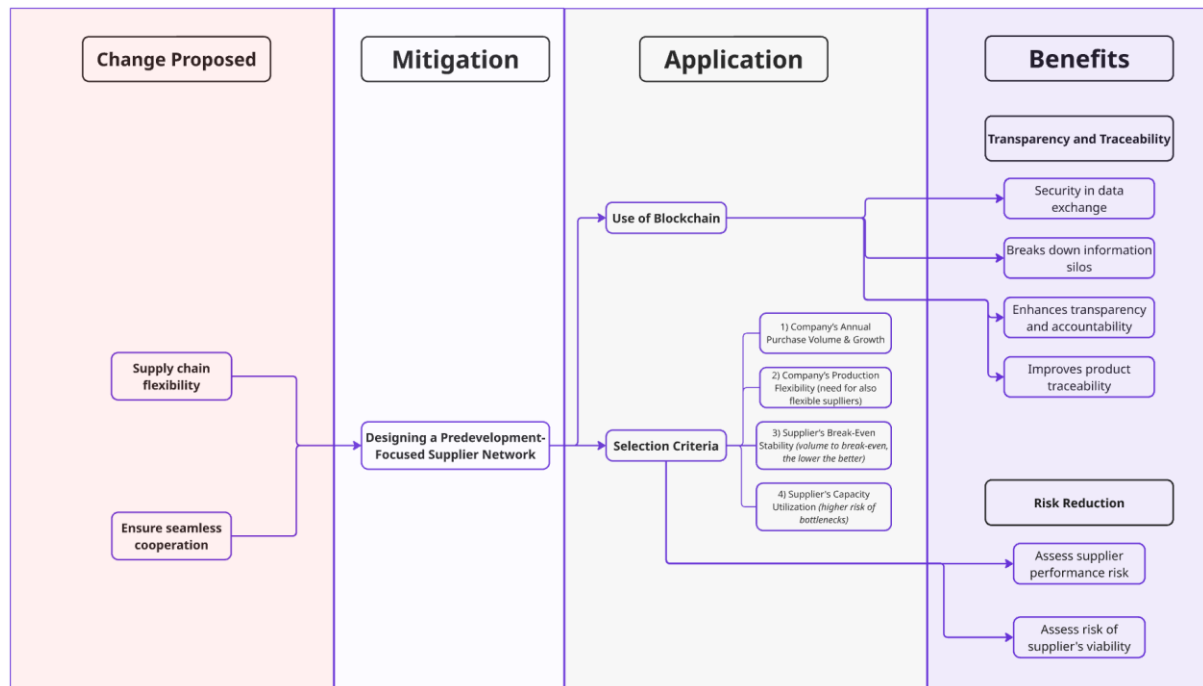 Change Proposed
Mitigation
Application
Benefits
Transparency and Traceability
Security in data
exchange
Use of Blockchain
Breaks down information
silos
Enhances transparency
and accountability
1) Company's Annual
Purchase Volume & Growth
Supply chain
flexibility
Improves product
traceability
2) Company's Production
Flexibility (need for also
flexible suplliers)
Designing a Predevelopment-
Focused Supplier Network
Selection Criteria
3) Supplier's Break-Even
Stability (volume to break-even,
the lower the better)
4) Supplier's Capacity
Utilization (higher risk of
bottlenecks)
Risk Reduction
Ensure seamless
cooperation
Assess supplier
performance risk
Assess risk of
supplier's viability